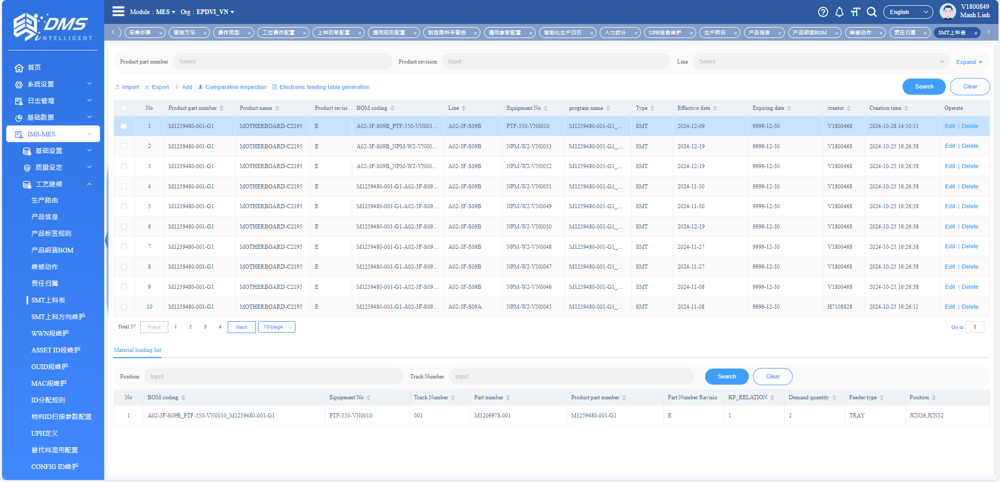 DMS
iNTELLIGENT
首页
系统设置
日志管理
基础数据
IMS-MES
基础设置
质量设定
工艺建模
生产路由
产品信息
产品标签规则
产品组装BOM
维修动作
责任归属
SMT上料表
SMT上料方向维护
WWN段维护
ASSET ID段维护
GUID段维护
MAC段维护
ID分配规则
物料ID扫描参数配置
UPH定义
替代料混用配置
CONFIG ID维护
Module : MES Org : EPDVI_VN
English
V1800849
Manh Linh
采集步骤 × 管控方法 × 操作类型 × 工位操作配置 × 上料扣账配置 × 通用规则配置 × 制造商料号管控 × 通用参数配置 × 客制化生产日历 × 人力统计 × UPH信息维护 × 生产路由 × 产品信息 × 产品组装BOM × 维修动作 × 责任归属 × SMT上料表 ×
Product part number Select Product revision Input Line Select Expand
Import Export Add Comparative inspection Electronic feeding table generation Search Clear
No Product part number Product name Product revisi BOM coding Line Equipment No program name Type Effective date Expiring date creator Creation time Operate
1 M1259480-001-G1 MOTHERBOARD-C2195 E A02-3F-S09B_PTF-550-VN001... A02-3F-S09B PTF-550-VN0010 M1259480-001-G1_... SMT 2024-12-09 9999-12-30 V1800468 2024-10-28 14:30:31 Edit | Delete
2 M1259480-001-G1 MOTHERBOARD-C2195 E A02-3F-S09B_NPM-W2-VN00... A02-3F-S09B NPM-W2-VN0053 M1259480-001-G1_... SMT 2024-12-19 9999-12-30 V1800468 2024-10-25 16:26:38 Edit | Delete
3 M1259480-001-G1 MOTHERBOARD-C2195 E A02-3F-S09B_NPM-W2-VN00... A02-3F-S09B NPM-W2-VN0052 M1259480-001-G1_... SMT 2024-12-19 9999-12-30 V1800468 2024-10-25 16:26:38 Edit | Delete
4 M1259480-001-G1 MOTHERBOARD-C2195 E M1259480-001-G1-A02-3F-S09... A02-3F-S09B NPM-W2-VN0051 M1259480-001-G1_... SMT 2024-11-30 9999-12-30 V1800468 2024-10-25 16:26:38 Edit | Delete
5 M1259480-001-G1 MOTHERBOARD-C2195 E M1259480-001-G1-A02-3F-S09... A02-3F-S09B NPM-W2-VN0049 M1259480-001-G1_... SMT 2024-11-30 9999-12-30 V1800468 2024-10-25 16:26:38 Edit | Delete
6 M1259480-001-G1 MOTHERBOARD-C2195 E M1259480-001-G1-A02-3F-S09... A02-3F-S09B NPM-W2-VN0050 M1259480-001-G1_... SMT 2024-12-19 9999-12-30 V1800468 2024-10-25 16:26:38 Edit | Delete
7 M1259480-001-G1 MOTHERBOARD-C2195 E M1259480-001-G1-A02-3F-S09... A02-3F-S09B NPM-W2-VN0048 M1259480-001-G1_... SMT 2024-11-27 9999-12-30 V1800468 2024-10-25 16:26:38 Edit | Delete
8 M1259480-001-G1 MOTHERBOARD-C2195 E M1259480-001-G1-A02-3F-S09... A02-3F-S09B NPM-W2-VN0047 M1259480-001-G1_... SMT 2024-11-27 9999-12-30 V1800468 2024-10-25 16:26:38 Edit | Delete
9 M1259480-001-G1 MOTHERBOARD-C2195 E M1259480-001-G1-A02-3F-S09... A02-3F-S09B NPM-W2-VN0046 M1259480-001-G1_... SMT 2024-11-08 9999-12-30 V1800468 2024-10-25 16:26:38 Edit | Delete
10 M1259480-001-G1 MOTHERBOARD-C2195 E M1259480-001-G1-A02-3F-S09... A02-3F-S09A NPM-W2-VN0045 M1259480-001-G1_... SMT 2024-11-08 9999-12-30 H7108828 2024-10-25 16:26:11 Edit | Delete
Total 37 Prevt 1 2 3 4 Next 10/page Go to 1
Material loading list
Position Input Track Number Input Search Clear
No BOM coding Equipment No Track Number Part number Product part number Part Number Revisio KP_RELATION Demand quantity Feeder type Position
1 A02-3F-S09B_PTF-550-VN0010_M1259480-001-G1 PTF-550-VN0010 001 M1206978-001 M1259480-001-G1 E 1 2 TRAY JCN26,JCN32